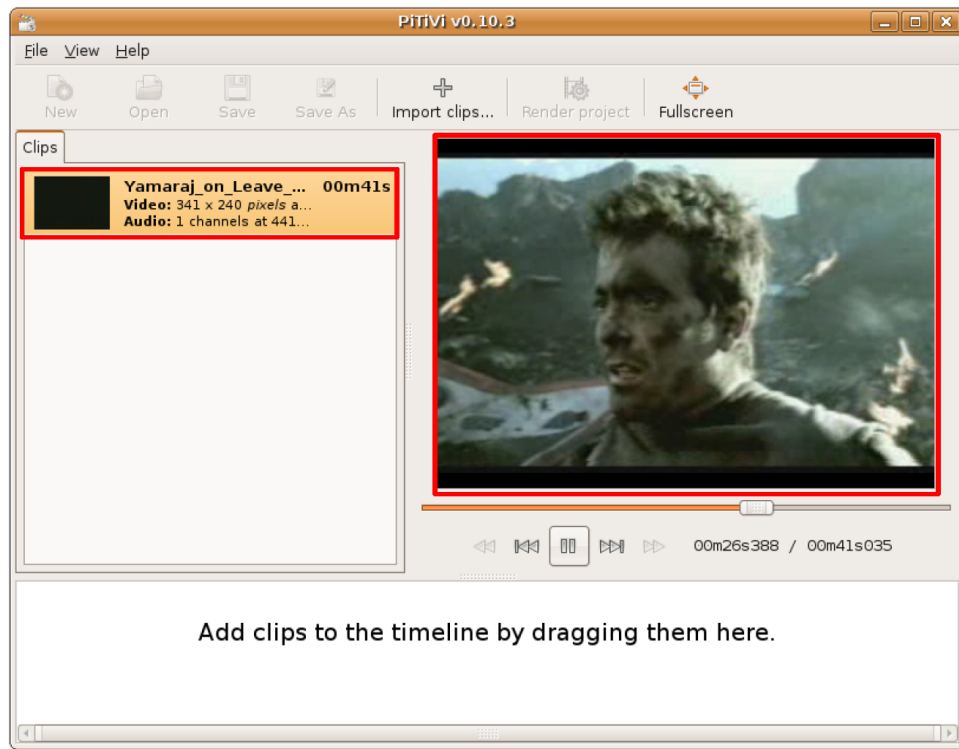 PiTiVi v0.10.3
File View Help
New Open Save Save As Import clips... Render project Fullscreen
Clips
Yamaraj_on_Leave_... 00m41s
Video: 341 x 240 pixels a...
Audio: 1 channels at 441...
00m26s388 / 00m41s035
Add clips to the timeline by dragging them here.